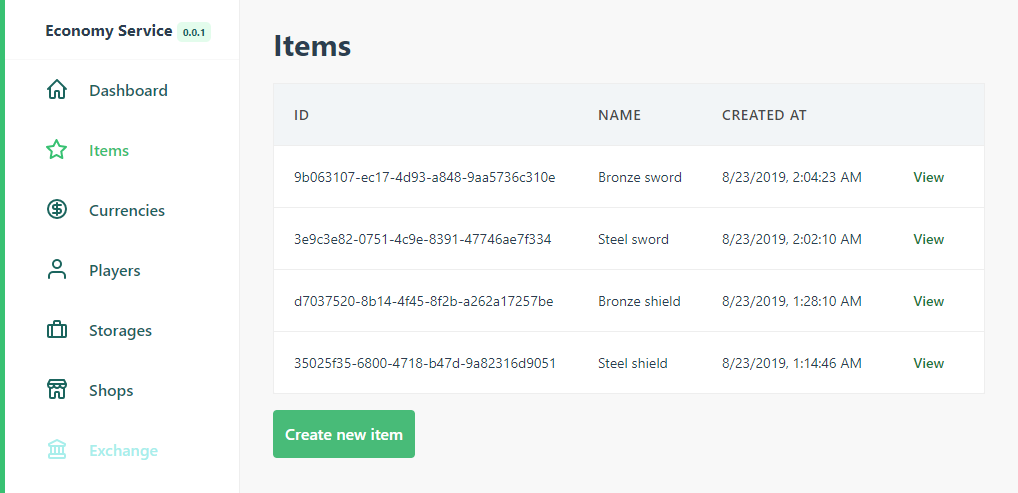 Economy Service 0.0.1
Dashboard
Items
Currencies
Players
Storages
Shops
Exchange
Items
ID NAME CREATED AT
9b063107-ec17-4d93-a848-9aa5736c310e Bronze sword 8/23/2019, 2:04:23 AM View
3e9c3e82-0751-4c9e-8391-47746ae7f334 Steel sword 8/23/2019, 2:02:10 AM View
d7037520-8b14-4f45-8f2b-a262a17257be Bronze shield 8/23/2019, 1:28:10 AM View
35025f35-6800-4718-b47d-9a82316d9051 Steel shield 8/23/2019, 1:14:46 AM View
Create new item